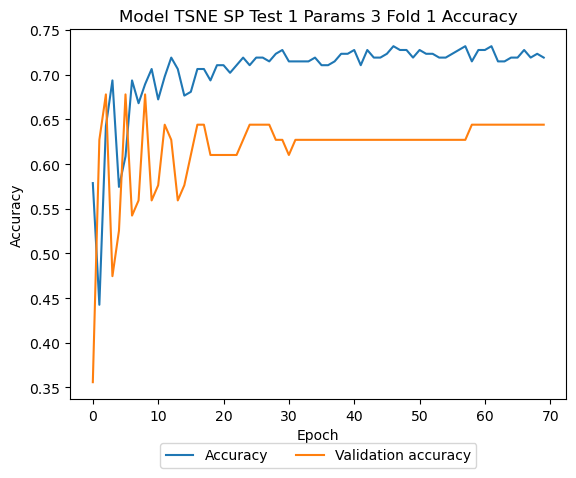 Model TSNE SP Test 1 Params 3 Fold 1 Accuracy
0.75
0.70
0.65
0.60
0.55
0.50
0.45
0.40
0.35
Accuracy
0 10 20 30 40 50 60 70
Epoch
Accuracy Validation accuracy